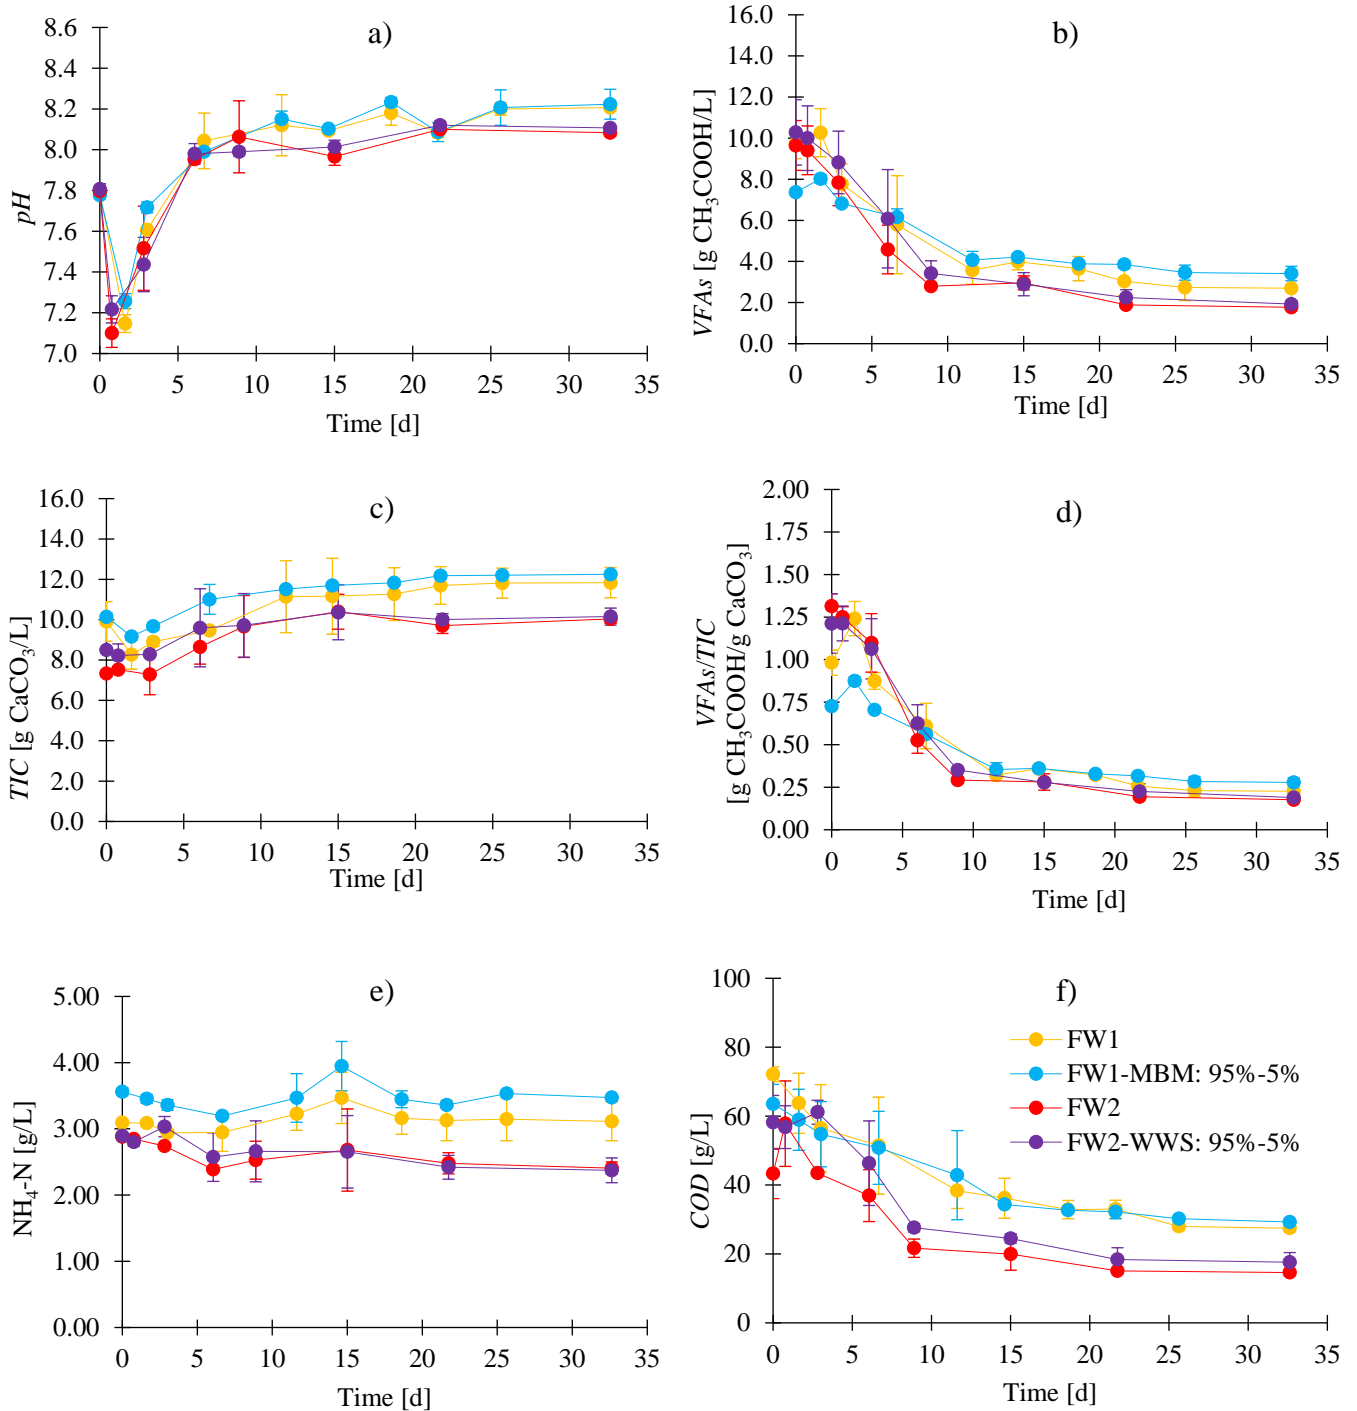 a)
8.6
8.4
8.2
8.0
7.8
7.6
7.4
7.2
7.0
pH
0 5 10 15 20 25 30 35
Time [d]
b)
16.0
14.0
12.0
10.0
8.0
6.0
4.0
2.0
0.0
VFAs [g CH₃COOH/L]
0 5 10 15 20 25 30 35
Time [d]
c)
16.0
14.0
12.0
10.0
8.0
6.0
4.0
2.0
0.0
TIC [g CaCO₃/L]
0 5 10 15 20 25 30 35
Time [d]
d)
2.00
1.75
1.50
1.25
1.00
0.75
0.50
0.25
0.00
VFAs/TIC
[g CH₃COOH/g CaCO₃]
0 5 10 15 20 25 30 35
Time [d]
e)
5.00
4.00
3.00
2.00
1.00
0.00
NH₄-N [g/L]
0 5 10 15 20 25 30 35
Time [d]
f)
100
80
60
40
20
0
COD [g/L]
FW1
FW1-MBM: 95%-5%
FW2
FW2-WWS: 95%-5%
0 5 10 15 20 25 30 35
Time [d]